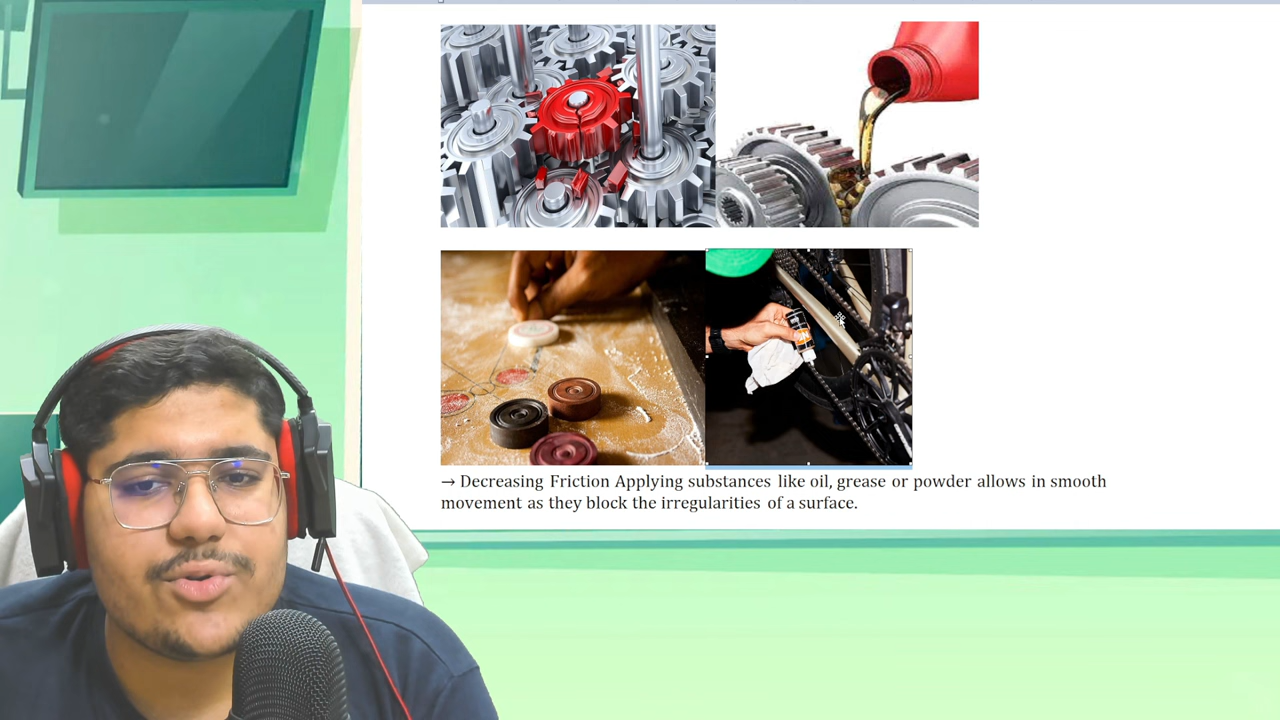 → Decreasing Friction Applying substances like oil, grease or powder allows in smooth
movement as they block the irregularities of a surface.